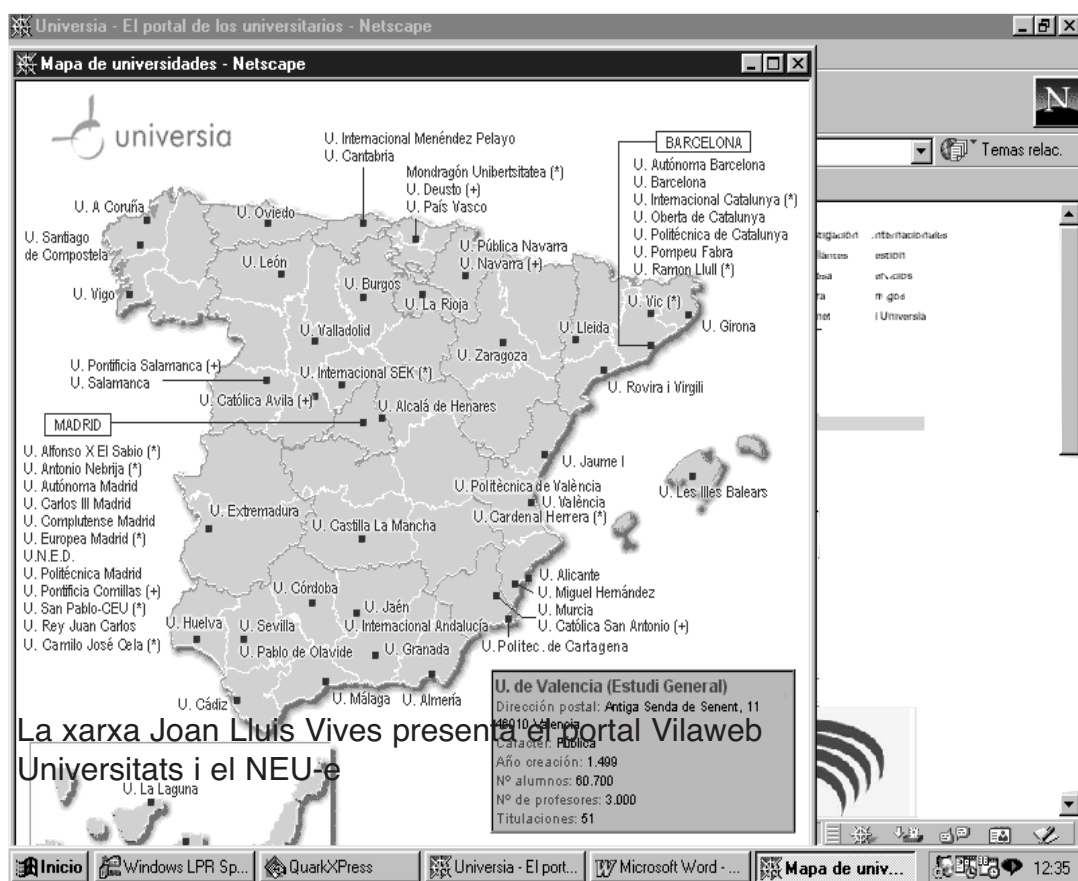 Universia - El portal de los universitarios - Netscape
Mapa de universidades - Netscape
universia
N
Temas relac.
U. Internacional Menéndez Pelayo
U. Cantabria
Mondragón Unibertsitatea (*)
U. Deusto (+)
U. País Vasco
BARCELONA
U. Autónoma Barcelona
U. Barcelona
U. Internacional Catalunya (*)
U. Oberta de Catalunya
U. Politécnica de Catalunya
U. Pompeu Fabra
U. Ramon Llull (*)
U. A Coruña
U. Oviedo
U. Santiago
de Compostela
U. Pública Navarra
U. Navarra (+)
U. León
U. Burgos
U. La Rioja
U. Vigo
U. Vic (*)
U. Girona
U. Valladolid
U. Lleida
U. Zaragoza
U. Pontificia Salamanca (+)
U. Salamanca
U. Internacional SEK (*)
U. Rovira i Virgili
U. Católica Avila (+)
U. Alcalá de Henares
MADRID
U. Alfonso X El Sabio (*)
U. Antonio Nebrija (*)
U. Autónoma Madrid
U. Carlos III Madrid
U. Complutense Madrid
U. Europea Madrid (*)
U.N.E.D.
U. Politécnica Madrid
U. Pontificia Comillas (+)
U. San Pablo-CEU (*)
U. Rey Juan Carlos
U. Camilo José Cela (*)
U. Jaume I
U. Politècnica de València
U. València
U. Cardenal Herrera (*)
U. Les Illes Balears
U. Extremadura
U. Castilla La Mancha
U. Alicante
U. Miguel Hernández
U. Murcia
U. Católica San Antonio (+)
U. Politec. de Cartagena
U. Córdoba
U. Jaén
U. Internacional Andalucía
U. Huelva
U. Sevilla
U. Pablo de Olavide
U. Granada
U. Cádiz
U. Málaga
U. Almería
U. de Valencia (Estudi General)
Dirección postal: Antiga Senda de Senent, 11
46010 Valencia
Caracter: Pública
Año creación: 1.499
Nº alumnos: 60.700
Nº de profesores: 3.000
Titulaciones: 51
La xarxa Joan Lluis Vives presenta el portal Vilaweb
Universitats i el NEU-e
U. La Laguna
i Universia
Inicio
Windows LPR Sp...
QuarkXPress
Universia - El port...
Microsoft Word - ...
Mapa de univ...
12:35